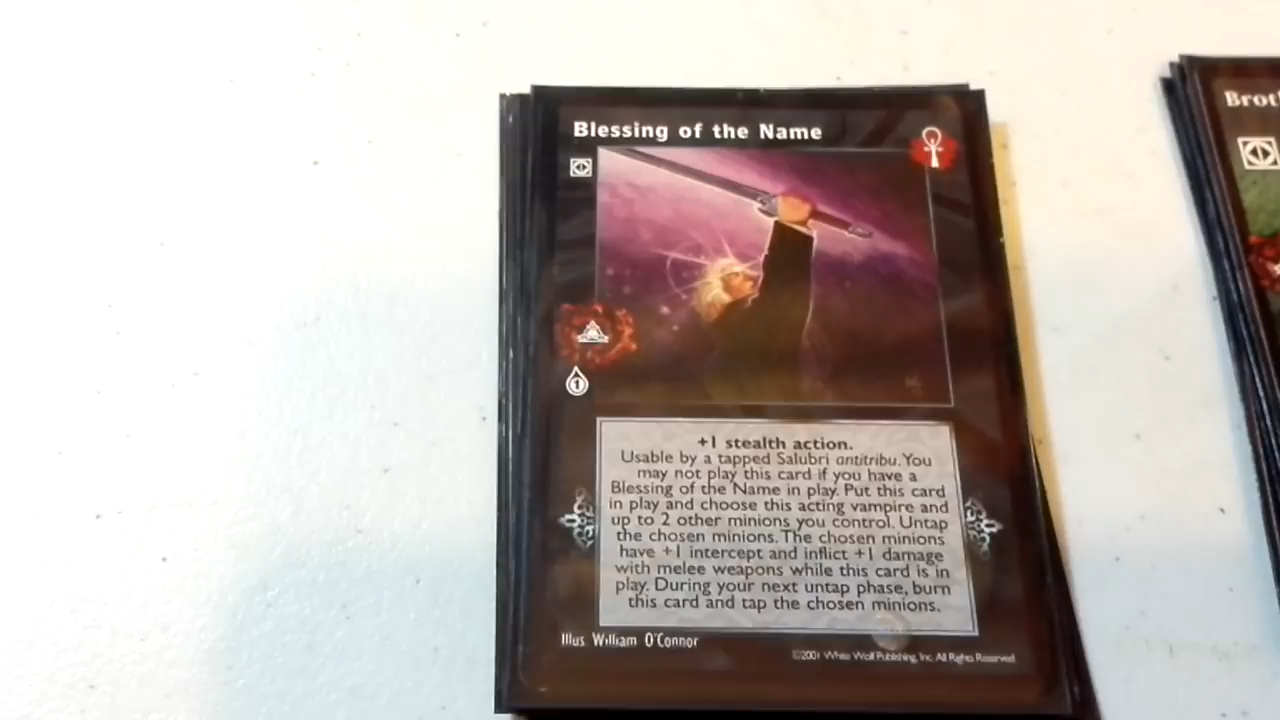 Blessing of the Name
Brot
1
+1 stealth action.
Usable by a tapped Salubri antitribu. You
may not play this card if you have a
Blessing of the Name in play. Put this card
in play and choose this acting vampire and
up to 2 other minions you control. Untap
the chosen minions. The chosen minions
have +1 intercept and inflict +1 damage
with melee weapons while this card is in
play. During your next untap phase, burn
this card and tap the chosen minions.
Illus. William O'Connor
©2001 White Wolf Publishing, Inc. All Rights Reserved.